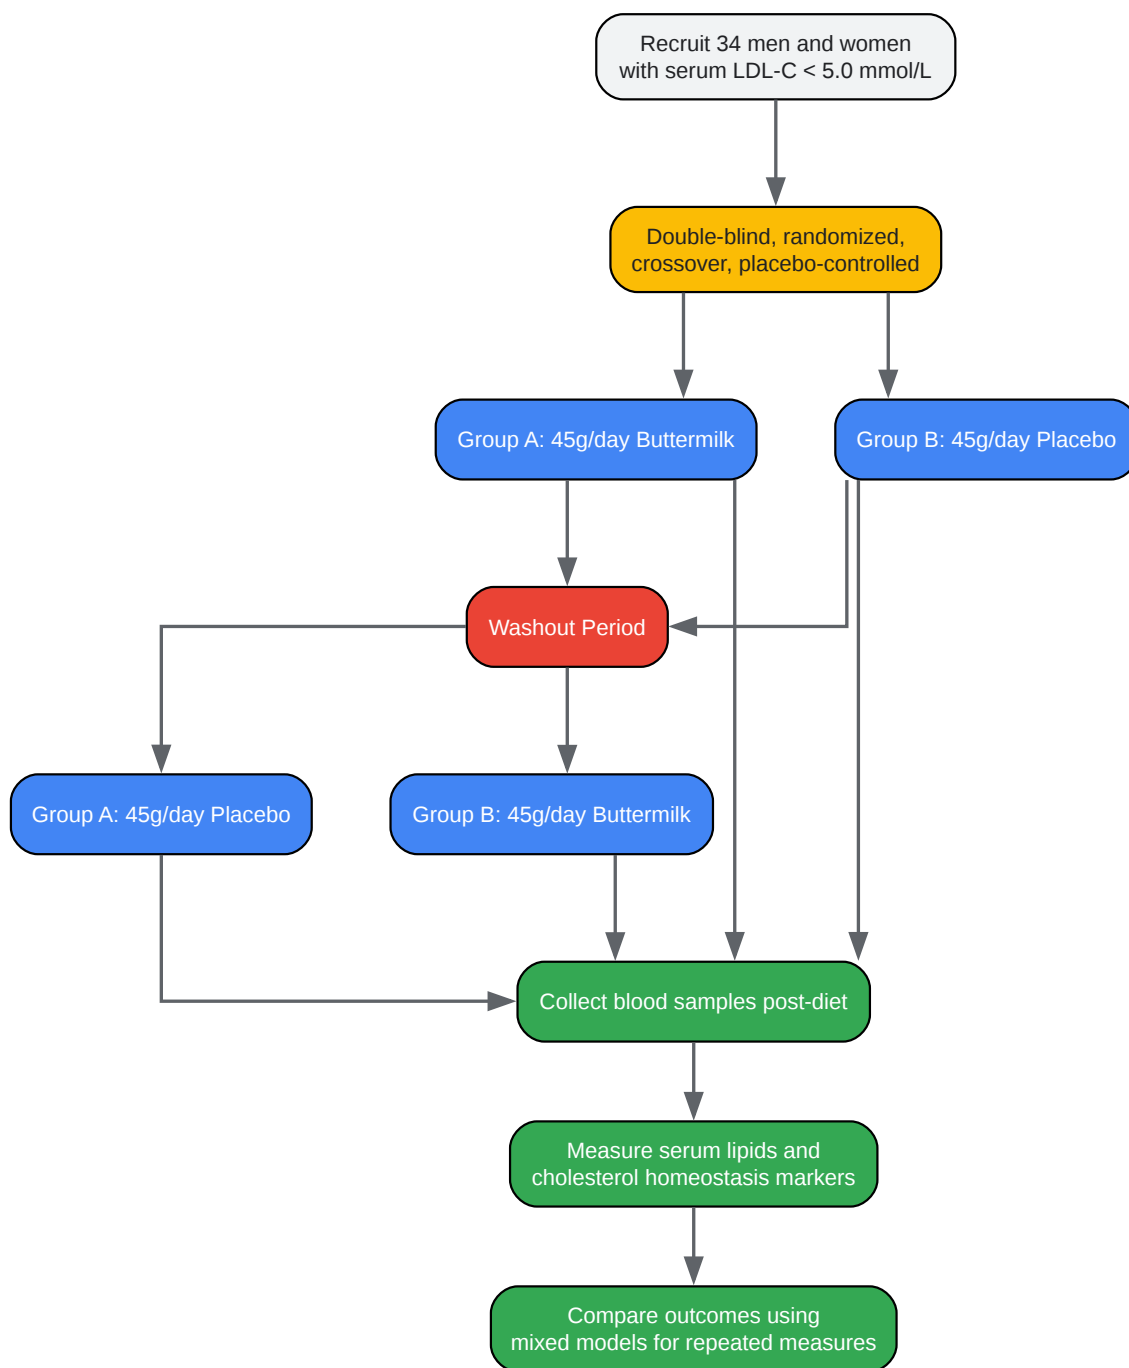 Recruit 34 men and women
with serum LDL-C < 5.0 mmol/L
Double-blind, randomized,
crossover, placebo-controlled
Group A: 45g/day Buttermilk
Group B: 45g/day Placebo
Washout Period
Group A: 45g/day Placebo
Group B: 45g/day Buttermilk
Collect blood samples post-diet
Measure serum lipids and
cholesterol homeostasis markers
Compare outcomes using
mixed models for repeated measures